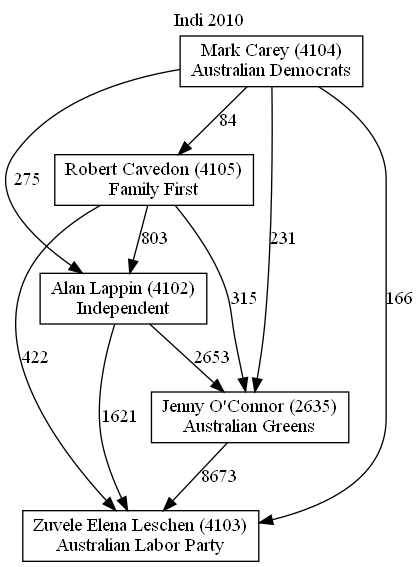 Indi 2010
Mark Carey (4104)
Australian Democrats
84
Robert Cavedon (4105)
Family First
275
803
231
315
166
Alan Lappin (4102)
Independent
422
2653
1621
Jenny O'Connor (2635)
Australian Greens
8673
Zuvele Elena Leschen (4103)
Australian Labor Party